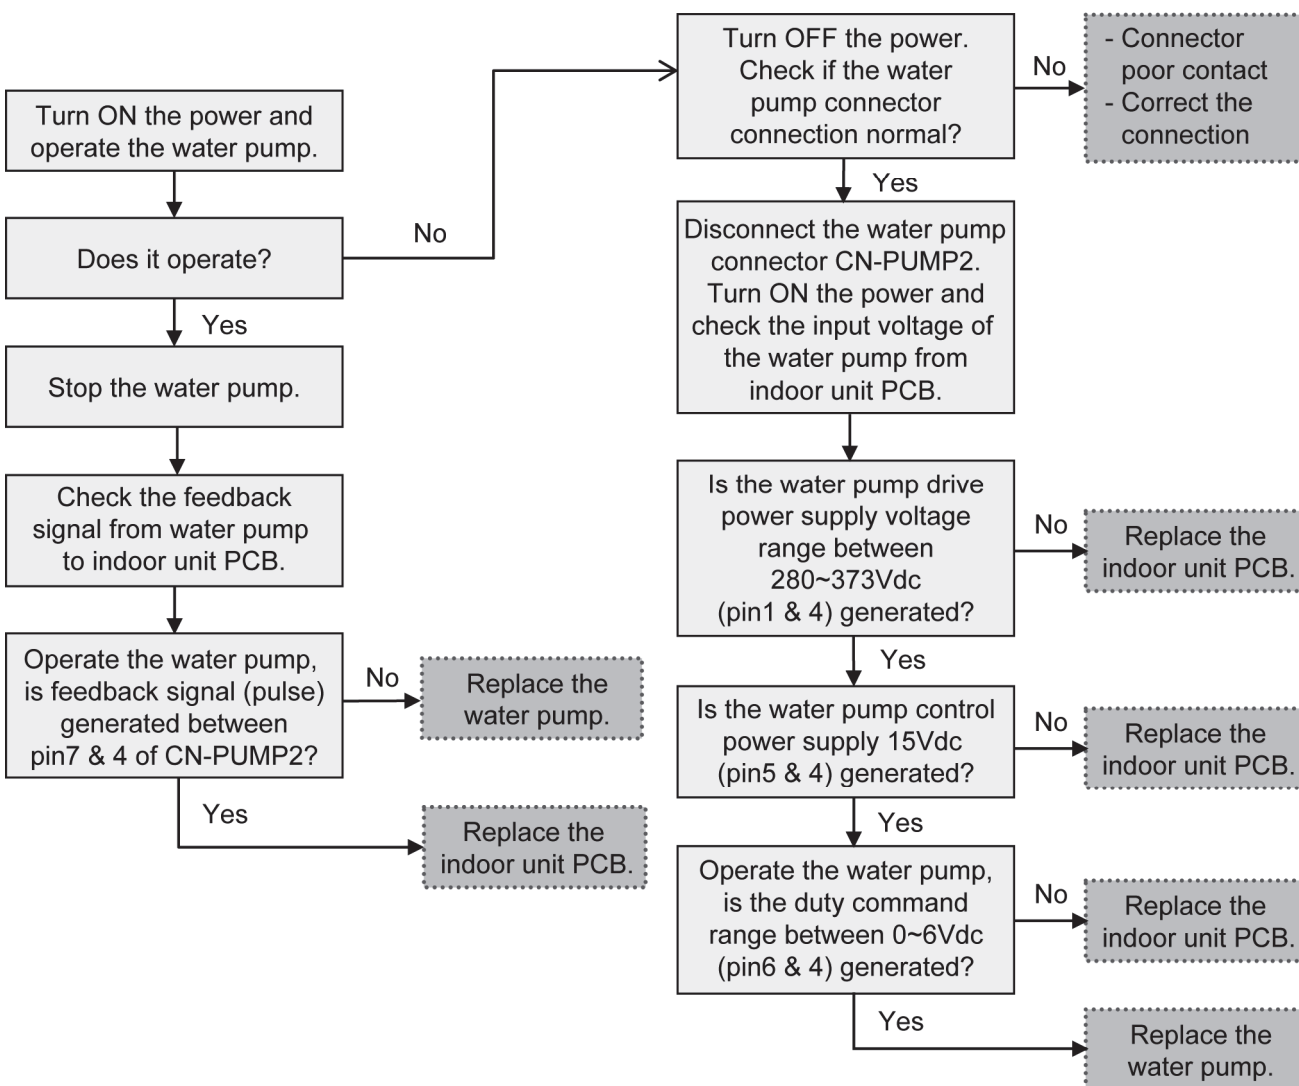 Turn ON the power and
operate the water pump.
Does it operate?
No
Yes
Stop the water pump.
Check the feedback
signal from water pump
to indoor unit PCB.
Operate the water pump,
is feedback signal (pulse)
generated between
pin7 & 4 of CN-PUMP2?
No
Replace the
water pump.
Yes
Replace the
indoor unit PCB.
Turn OFF the power.
Check if the water
pump connector
connection normal?
No
- Connector
poor contact
- Correct the
connection
Yes
Disconnect the water pump
connector CN-PUMP2.
Turn ON the power and
check the input voltage of
the water pump from
indoor unit PCB.
Is the water pump drive
power supply voltage
range between
280~373Vdc
(pin1 & 4) generated?
No
Replace the
indoor unit PCB.
Yes
Is the water pump control
power supply 15Vdc
(pin5 & 4) generated?
No
Replace the
indoor unit PCB.
Yes
Operate the water pump,
is the duty command
range between 0~6Vdc
(pin6 & 4) generated?
No
Replace the
indoor unit PCB.
Yes
Replace the
water pump.